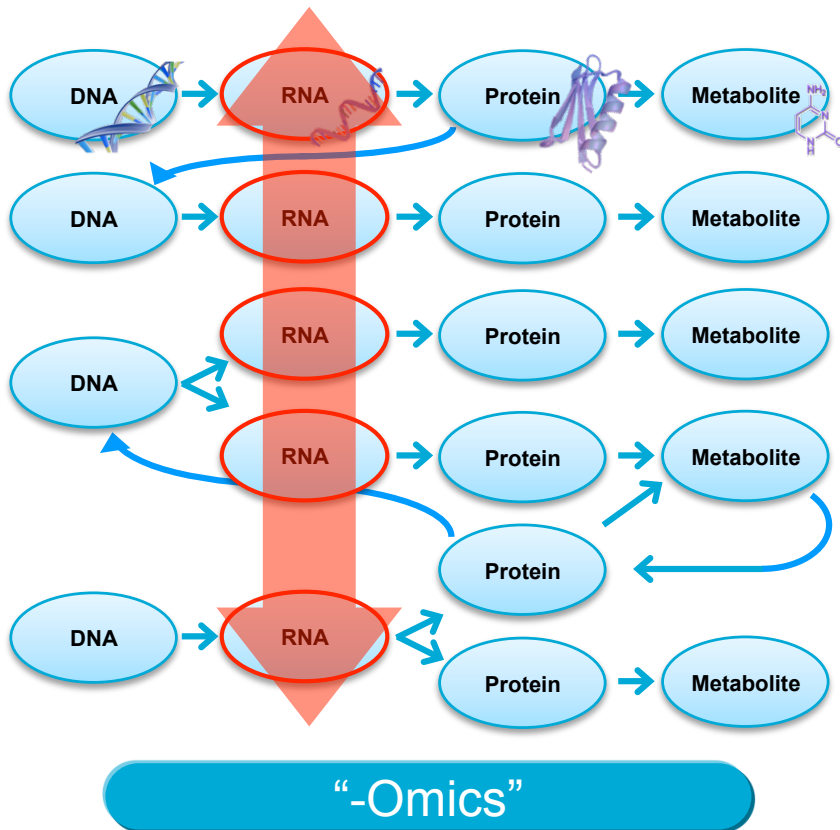 DNA
RNA
Protein
Metabolite
NH₂
N
N
H
O
DNA
RNA
Protein
Metabolite
RNA
Protein
Metabolite
DNA
RNA
Protein
Metabolite
Protein
DNA
RNA
Protein
Metabolite
“-Omics”